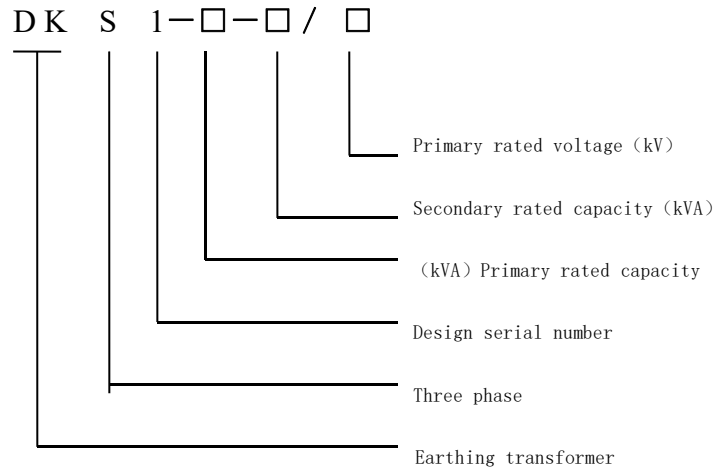 DK S 1-□-□/ □
Primary rated voltage（kV）
Secondary rated capacity（kVA）
（kVA）Primary rated capacity
Design serial number
Three phase
Earthing transformer